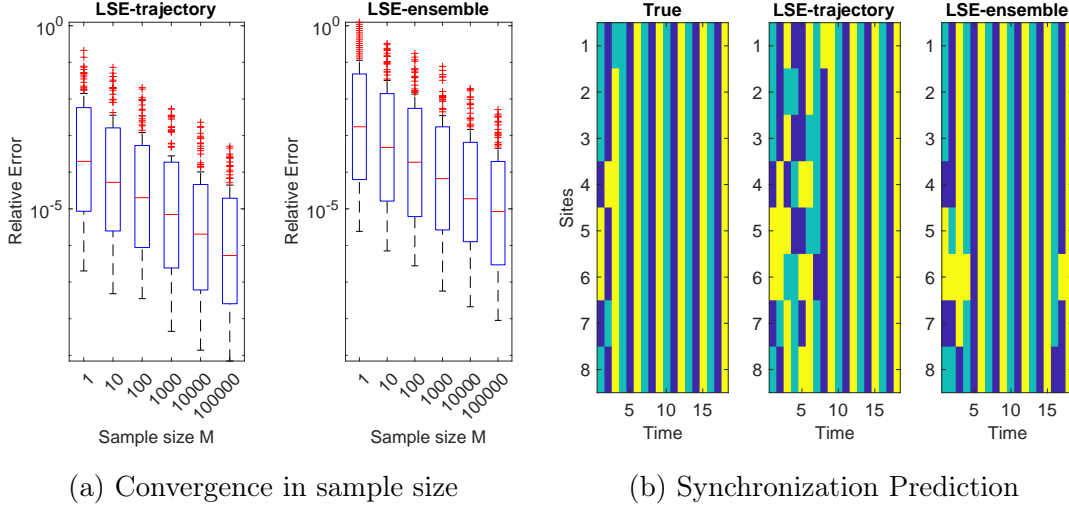 LSE-trajectory
10^0
10^-5
Relative Error
1 10 100 1000 10000 100000
Sample size M
LSE-ensemble
10^0
10^-5
Relative Error
1 10 100 1000 10000 100000
Sample size M
(a) Convergence in sample size
True
Sites
1
2
3
4
5
6
7
8
5 10 15
Time
LSE-trajectory
1
2
3
4
5
6
7
8
5 10 15
Time
LSE-ensemble
1
2
3
4
5
6
7
8
5 10 15
Time
(b) Synchronization Prediction